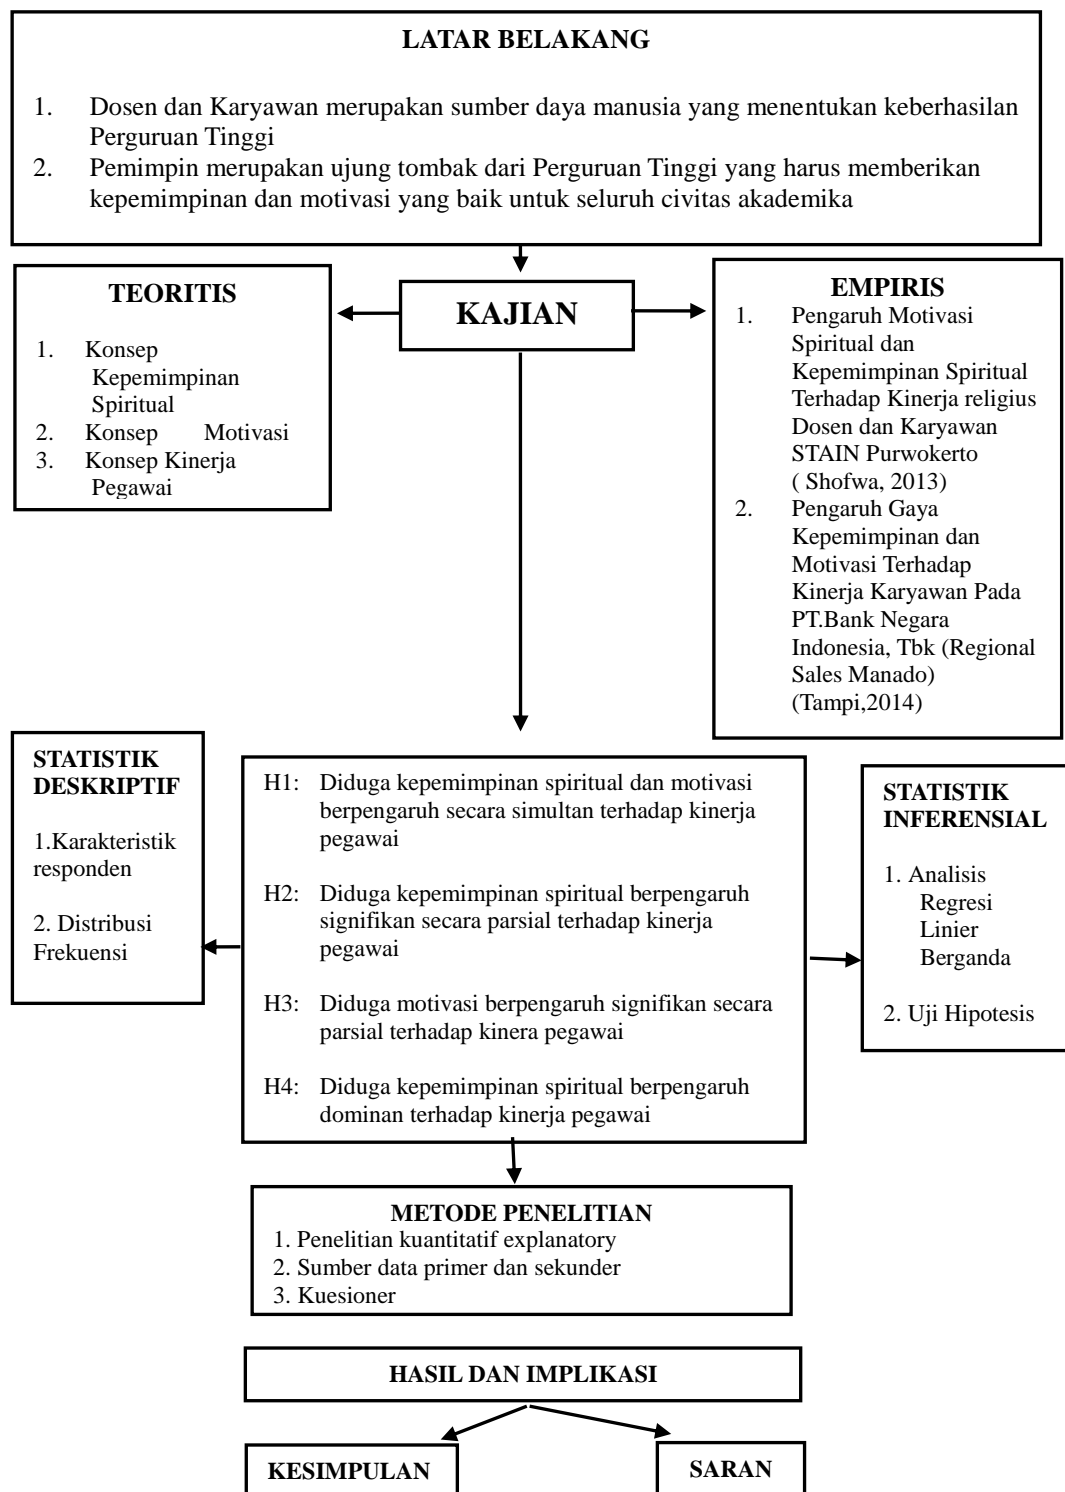 LATAR BELAKANG
1. Dosen dan Karyawan merupakan sumber daya manusia yang menentukan keberhasilan
Perguruan Tinggi
2. Pemimpin merupakan ujung tombak dari Perguruan Tinggi yang harus memberikan
kepemimpinan dan motivasi yang baik untuk seluruh civitas akademika
TEORITIS
1. Konsep
Kepemimpinan
Spiritual
2. Konsep Motivasi
3. Konsep Kinerja
Pegawai
KAJIAN
EMPIRIS
1. Pengaruh Motivasi
Spiritual dan
Kepemimpinan Spiritual
Terhadap Kinerja religius
Dosen dan Karyawan
STAIN Purwokerto
( Shofwa, 2013)
2. Pengaruh Gaya
Kepemimpinan dan
Motivasi Terhadap
Kinerja Karyawan Pada
PT.Bank Negara
Indonesia, Tbk (Regional
Sales Manado)
(Tampi,2014)
STATISTIK
DESKRIPTIF
1.Karakteristik
responden
2. Distribusi
Frekuensi
H1: Diduga kepemimpinan spiritual dan motivasi
berpengaruh secara simultan terhadap kinerja
pegawai
H2: Diduga kepemimpinan spiritual berpengaruh
signifikan secara parsial terhadap kinerja
pegawai
H3: Diduga motivasi berpengaruh signifikan secara
parsial terhadap kinera pegawai
H4: Diduga kepemimpinan spiritual berpengaruh
dominan terhadap kinerja pegawai
STATISTIK
INFERENSIAL
1. Analisis
Regresi
Linier
Berganda
2. Uji Hipotesis
METODE PENELITIAN
1. Penelitian kuantitatif explanatory
2. Sumber data primer dan sekunder
3. Kuesioner
HASIL DAN IMPLIKASI
KESIMPULAN
SARAN